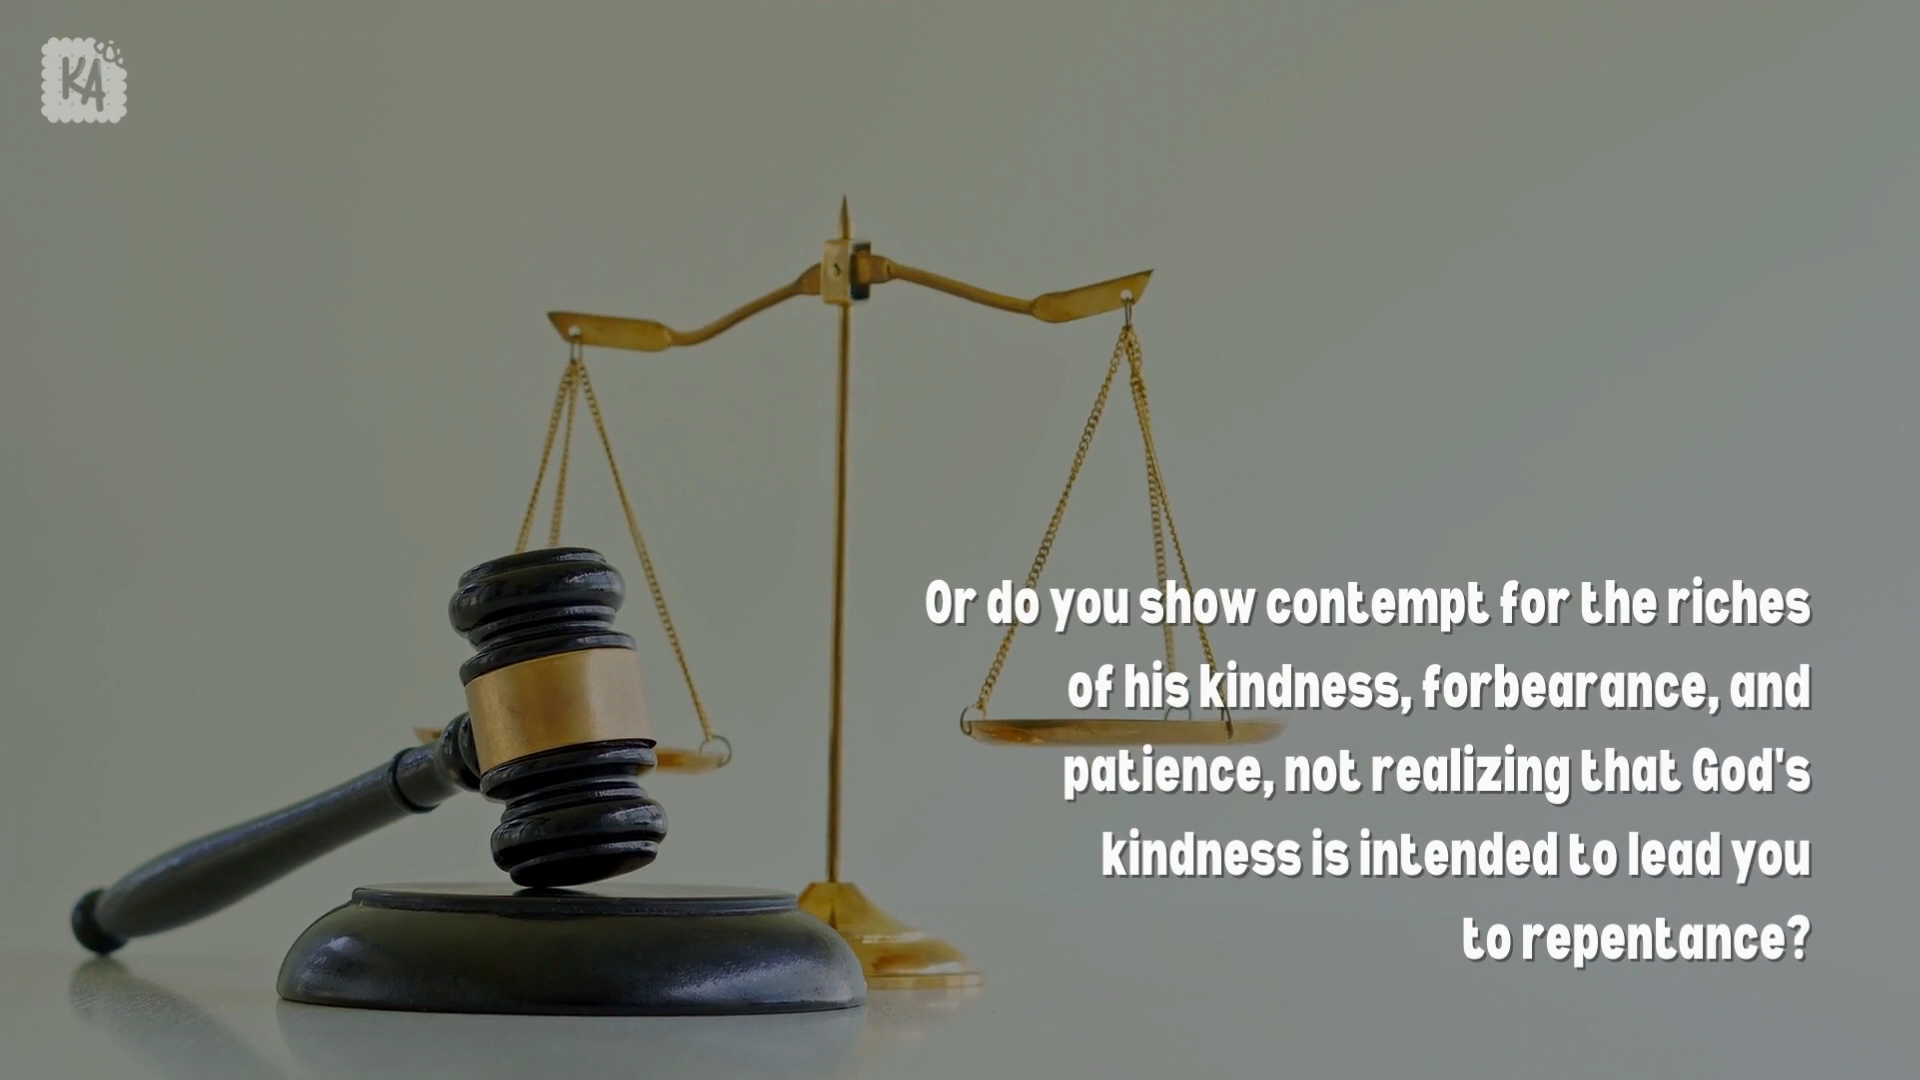 KA
Or do you show contempt for the riches
of his kindness, forbearance, and
patience, not realizing that God's
kindness is intended to lead you
to repentance?